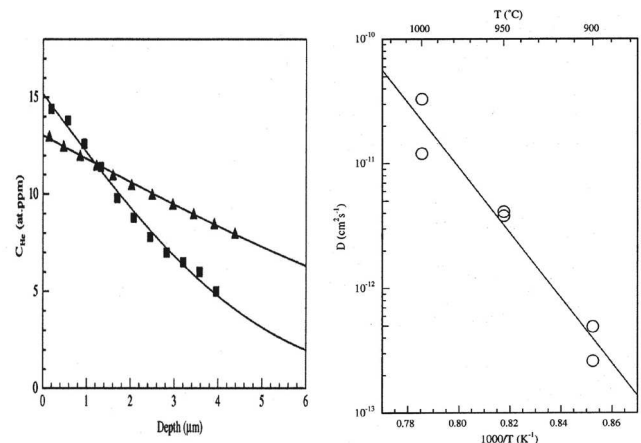 C_He (at.ppm)
15
10
5
0
0 1 2 3 4 5 6
Depth (µm)
T (°C)
1000 950 900
10^-10
10^-11
10^-12
10^-13
D (cm²s⁻¹)
0.78 0.80 0.82 0.84 0.86
1000/T (K⁻¹)